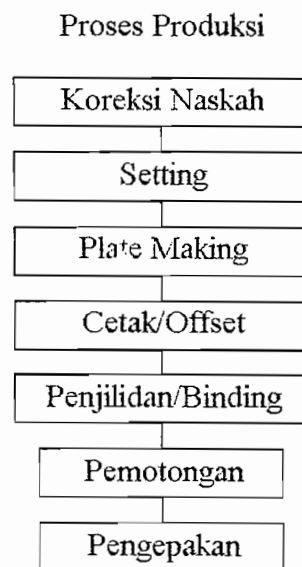 Proses Produksi
Koreksi Naskah
Setting
Plate Making
Cetak/Offset
Penjilidan/Binding
Pemotongan
Pengepakan